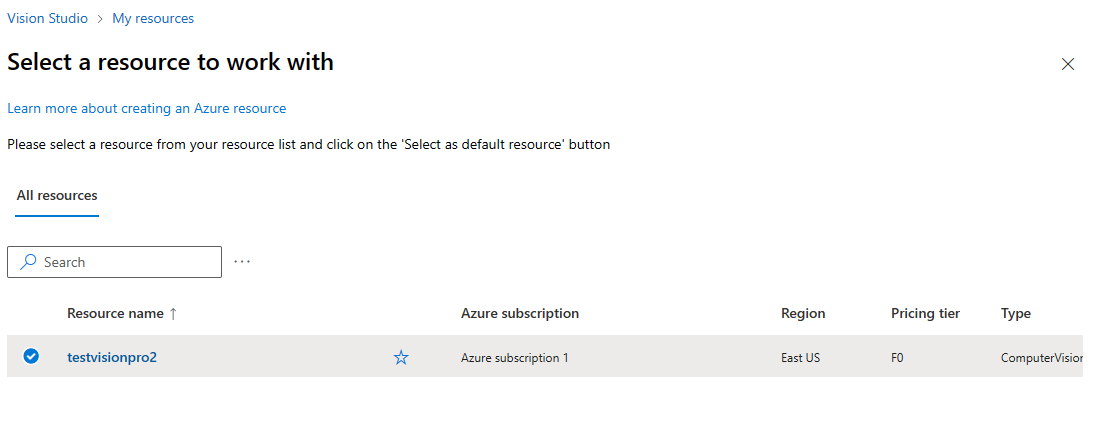 Vision Studio > My resources
Select a resource to work with
Learn more about creating an Azure resource
Please select a resource from your resource list and click on the 'Select as default resource' button
All resources
Search ...
Resource name ↑ Azure subscription Region Pricing tier Type
testvisionpro2 Azure subscription 1 East US F0 ComputerVision